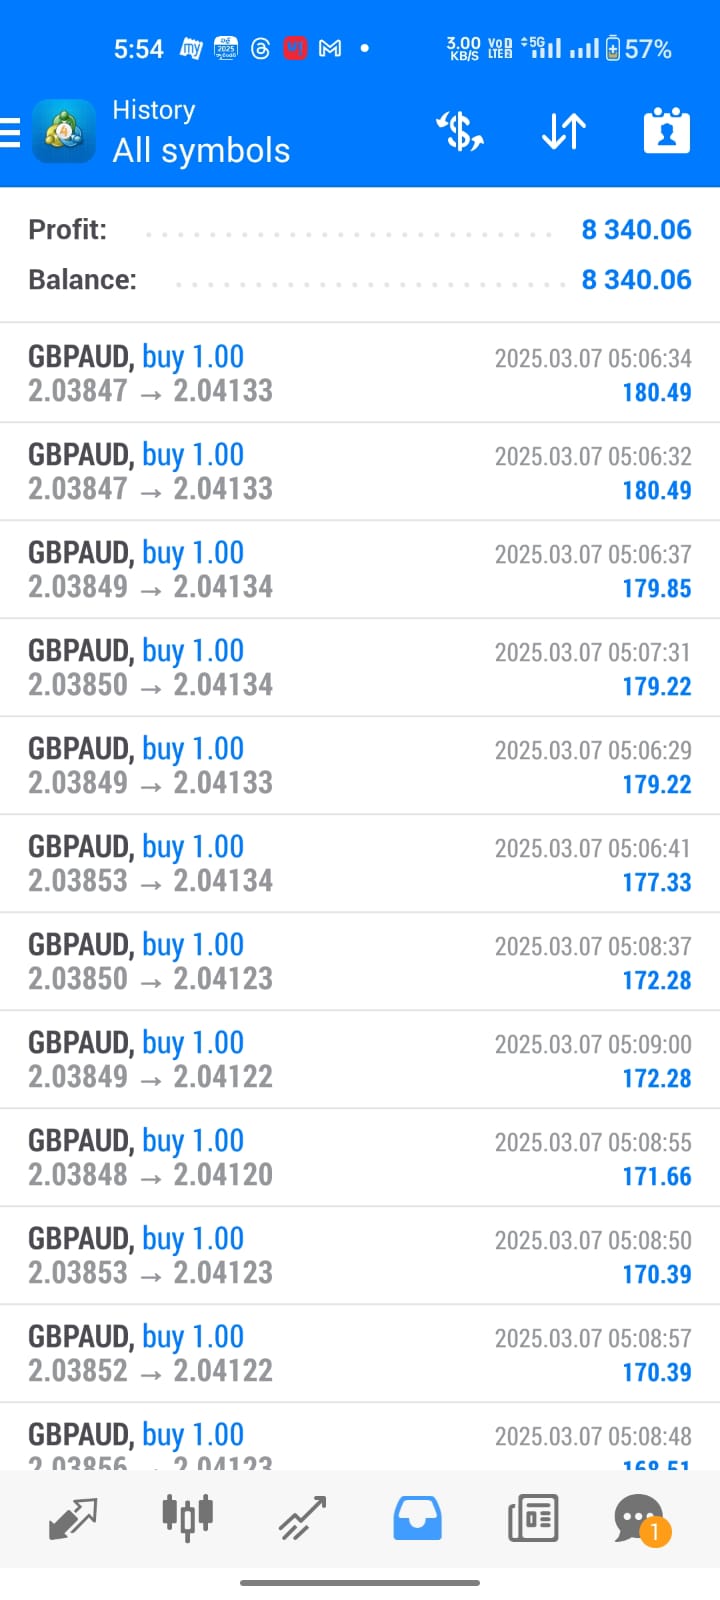 5:54
3.00 KB/S
5G
57%
History
All symbols
Profit: 8 340.06
Balance: 8 340.06
GBPAUD, buy 1.00 2025.03.07 05:06:34
2.03847 → 2.04133 180.49
GBPAUD, buy 1.00 2025.03.07 05:06:32
2.03847 → 2.04133 180.49
GBPAUD, buy 1.00 2025.03.07 05:06:37
2.03849 → 2.04134 179.85
GBPAUD, buy 1.00 2025.03.07 05:07:31
2.03850 → 2.04134 179.22
GBPAUD, buy 1.00 2025.03.07 05:06:29
2.03849 → 2.04133 179.22
GBPAUD, buy 1.00 2025.03.07 05:06:41
2.03853 → 2.04134 177.33
GBPAUD, buy 1.00 2025.03.07 05:08:37
2.03850 → 2.04123 172.28
GBPAUD, buy 1.00 2025.03.07 05:09:00
2.03849 → 2.04122 172.28
GBPAUD, buy 1.00 2025.03.07 05:08:55
2.03848 → 2.04120 171.66
GBPAUD, buy 1.00 2025.03.07 05:08:50
2.03853 → 2.04123 170.39
GBPAUD, buy 1.00 2025.03.07 05:08:57
2.03852 → 2.04122 170.39
GBPAUD, buy 1.00 2025.03.07 05:08:48
2.03856 → 2.04123 168.51
1